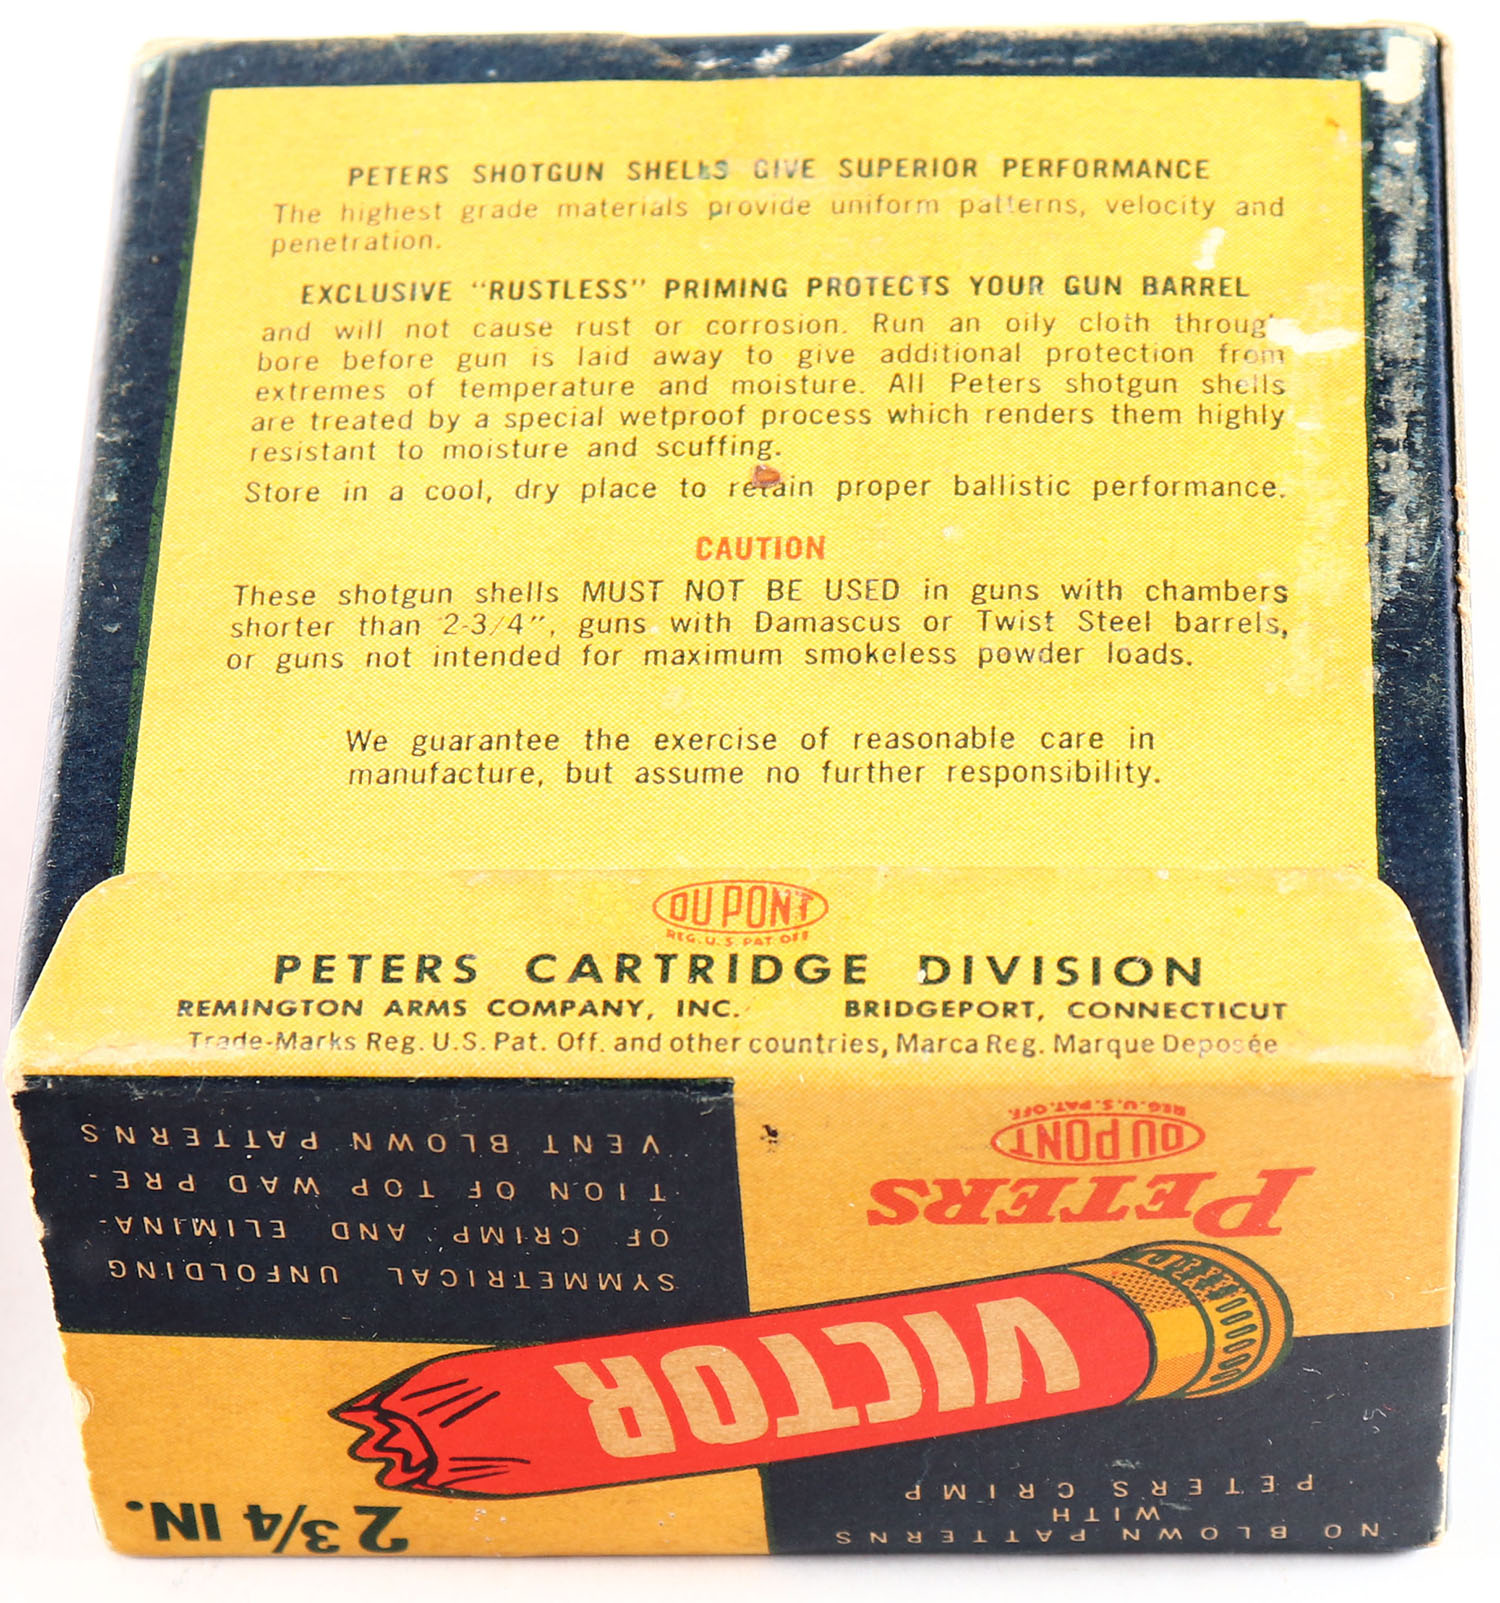 PETERS SHOTGUN SHELLS GIVE SUPERIOR PERFORMANCE
The highest grade materials provide uniform patterns, velocity and
penetration.
EXCLUSIVE "RUSTLESS" PRIMING PROTECTS YOUR GUN BARREL
and will not cause rust or corrosion. Run an oily cloth through
bore before gun is laid away to give additional protection from
extremes of temperature and moisture. All Peters shotgun shells
are treated by a special wetproof process which renders them highly
resistant to moisture and scuffing.
Store in a cool, dry place to retain proper ballistic performance.
CAUTION
These shotgun shells MUST NOT BE USED in guns with chambers
shorter than 2-3/4", guns with Damascus or Twist Steel barrels,
or guns not intended for maximum smokeless powder loads.
We guarantee the exercise of reasonable care in
manufacture, but assume no further responsibility.
DU PONT
REG. U.S. PAT. OFF.
PETERS CARTRIDGE DIVISION
REMINGTON ARMS COMPANY, INC. BRIDGEPORT, CONNECTICUT
Trade-Marks Reg. U.S. Pat. Off. and other countries, Marca Reg. Marque Deposée
NO BLOWN PATTERNS
WITH
PETERS CRIMP
2 3/4 IN.
VICTOR
SYMMETRICAL UNFOLDING
OF CRIMP AND ELIMINA-
TION OF TOP WAD PRE-
VENT BLOWN PATTERNS
PETERS
DU PONT
REG. U.S. PAT. OFF.